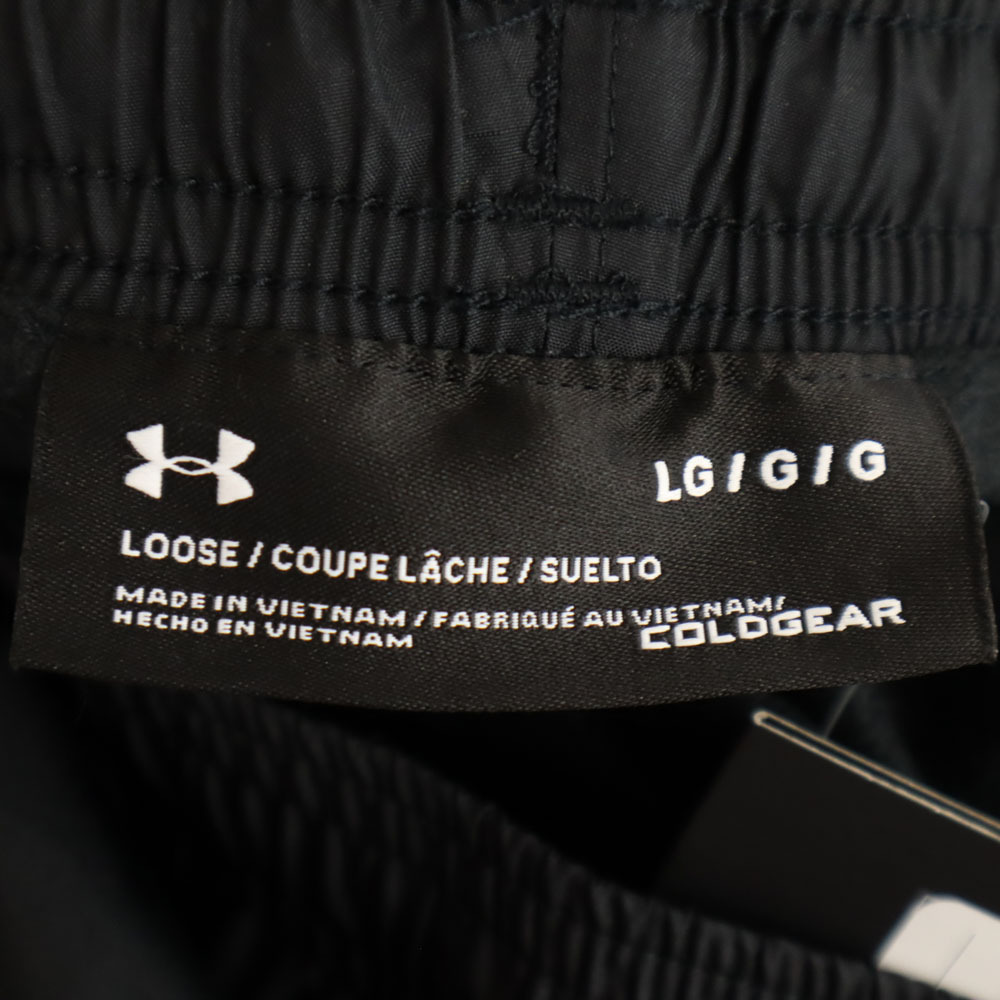 LG / G / G
LOOSE / COUPE LÂCHE / SUELTO
MADE IN VIETNAM / FABRIQUÉ AU VIETNAM/
HECHO EN VIETNAM
COLDGEAR